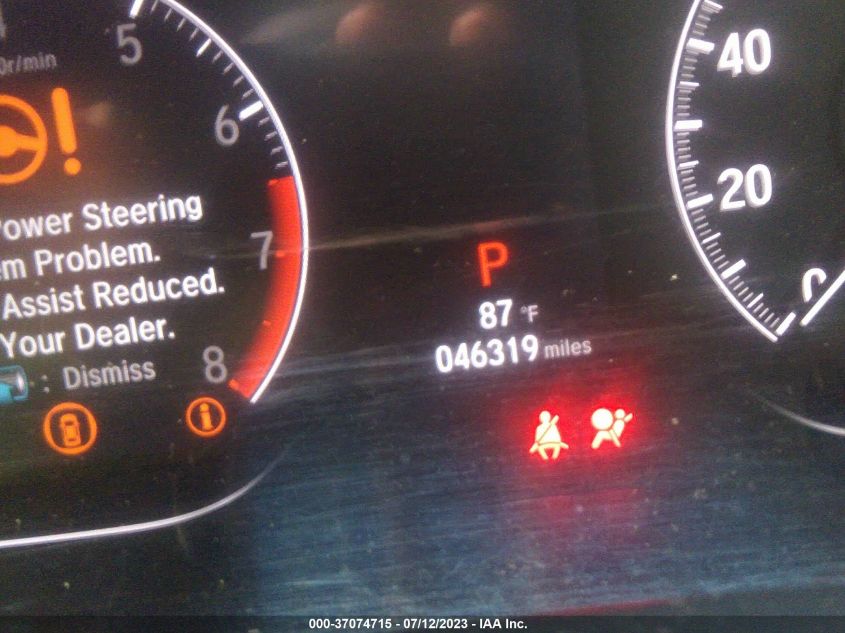 5
6
7
8
0r/min
ower Steering
em Problem.
Assist Reduced.
Your Dealer.
: Dismiss
P
87 °F
046319 miles
40
20
0
000-37074715 - 07/12/2023 - IAA Inc.